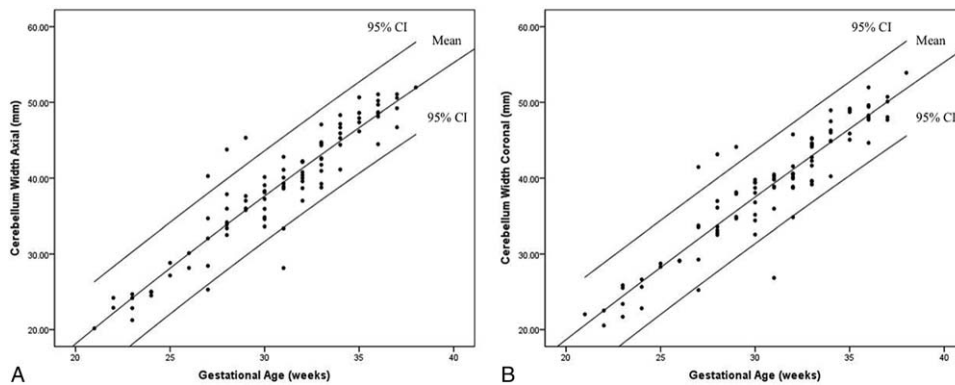 60.00
50.00
40.00
30.00
20.00
Cerebellum Width Axial (mm)
95% CI
Mean
95% CI
20
25
30
35
40
Gestational Age (weeks)
A
60.00
50.00
40.00
30.00
20.00
Cerebellum Width Coronal (mm)
95% CI
Mean
95% CI
20
25
30
35
40
Gestational Age (weeks)
B